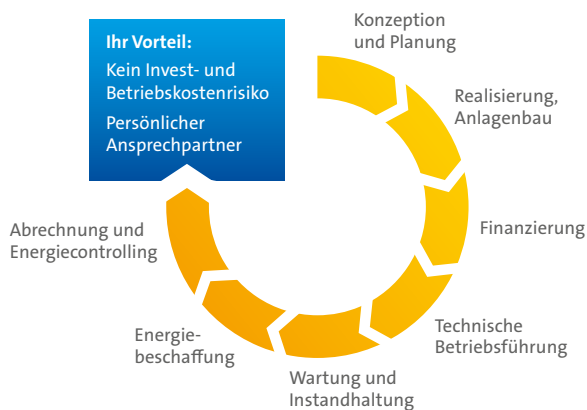 Ihr Vorteil:
Kein Invest- und
Betriebskostenrisiko
Persönlicher
Ansprechpartner
Konzeption
und Planung
Realisierung,
Anlagenbau
Finanzierung
Technische
Betriebsführung
Wartung und
Instandhaltung
Energie-
beschaffung
Abrechnung und
Energiecontrolling